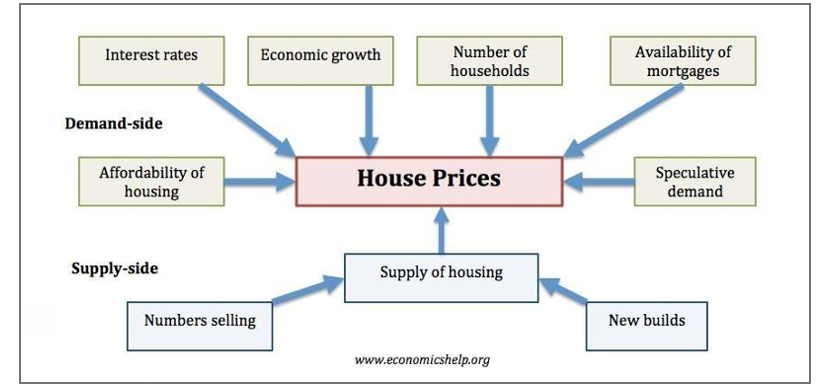 Interest rates
Economic growth
Number of
households
Availability of
mortgages
Demand-side
Affordability of
housing
House Prices
Speculative
demand
Supply-side
Supply of housing
Numbers selling
New builds
www.economicshelp.org